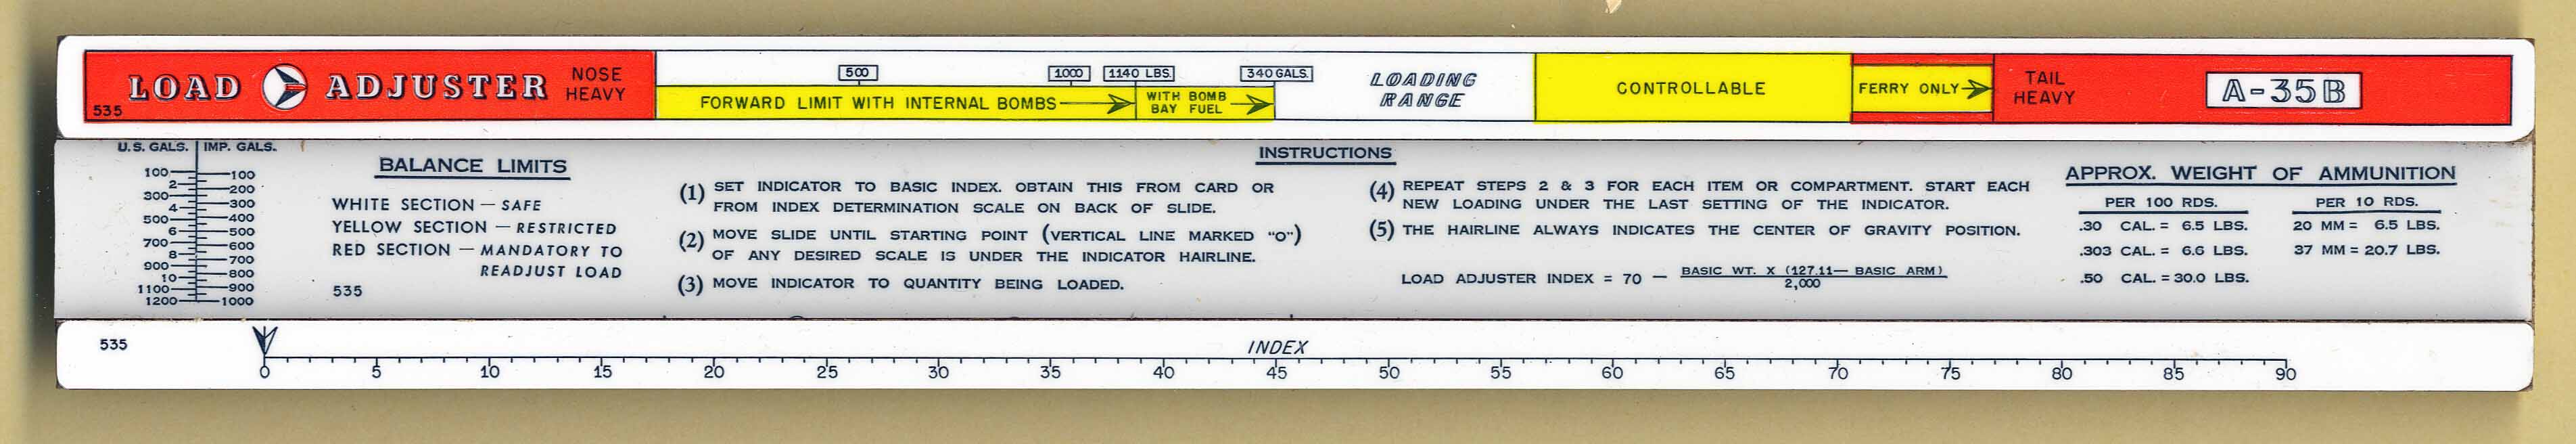 LOAD ADJUSTER
NOSE HEAVY
535
500
1000
1140 LBS.
340 GALS.
FORWARD LIMIT WITH INTERNAL BOMBS
WITH BOMB
BAY FUEL
LOADING
RANGE
CONTROLLABLE
FERRY ONLY
TAIL
HEAVY
A-35B
U.S. GALS. IMP. GALS.
100 100
2 200
300 300
4 400
500 500
6 600
700 700
8 800
900 900
10 1000
1100
1200
BALANCE LIMITS
WHITE SECTION — SAFE
YELLOW SECTION — RESTRICTED
RED SECTION — MANDATORY TO
READJUST LOAD
535
INSTRUCTIONS
(1) SET INDICATOR TO BASIC INDEX. OBTAIN THIS FROM CARD OR
FROM INDEX DETERMINATION SCALE ON BACK OF SLIDE.
(2) MOVE SLIDE UNTIL STARTING POINT (VERTICAL LINE MARKED "O")
OF ANY DESIRED SCALE IS UNDER THE INDICATOR HAIRLINE.
(3) MOVE INDICATOR TO QUANTITY BEING LOADED.
(4) REPEAT STEPS 2 & 3 FOR EACH ITEM OR COMPARTMENT. START EACH
NEW LOADING UNDER THE LAST SETTING OF THE INDICATOR.
(5) THE HAIRLINE ALWAYS INDICATES THE CENTER OF GRAVITY POSITION.
LOAD ADJUSTER INDEX = 70 — BASIC WT. X (127.11— BASIC ARM)
2,000
APPROX. WEIGHT OF AMMUNITION
PER 100 RDS. PER 10 RDS.
.30 CAL. = 6.5 LBS. 20 MM = 6.5 LBS.
.303 CAL. = 6.6 LBS. 37 MM = 20.7 LBS.
.50 CAL. = 30.0 LBS.
535
INDEX
0 5 10 15 20 25 30 35 40 45 50 55 60 65 70 75 80 85 90